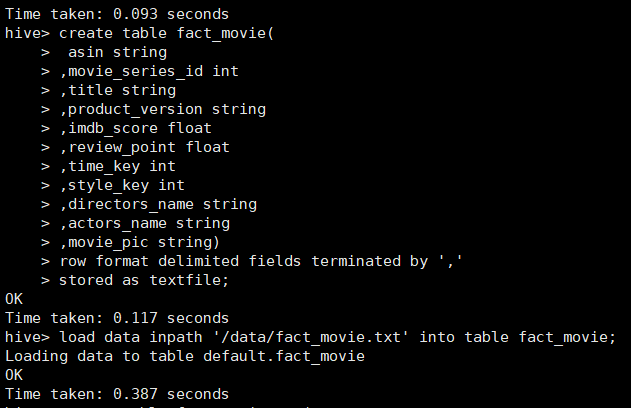 Time taken: 0.093 seconds
hive> create table fact_movie(
    >  asin string
    > ,movie_series_id int
    > ,title string
    > ,product_version string
    > ,imdb_score float
    > ,review_point float
    > ,time_key int
    > ,style_key int
    > ,directors_name string
    > ,actors_name string
    > ,movie_pic string)
    > row format delimited fields terminated by ','
    > stored as textfile;
OK
Time taken: 0.117 seconds
hive> load data inpath '/data/fact_movie.txt' into table fact_movie;
Loading data to table default.fact_movie
OK
Time taken: 0.387 seconds